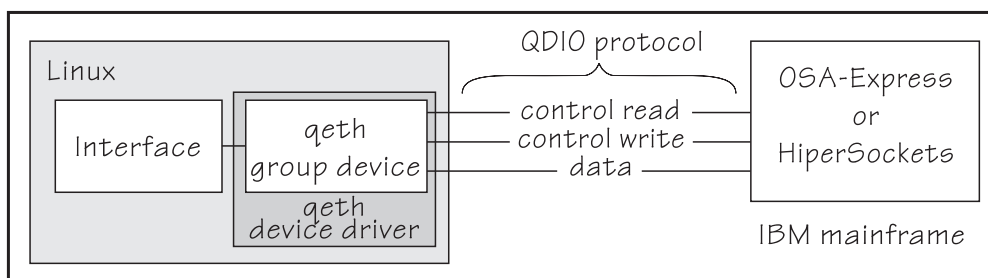 QDIO protocol
Linux
Interface
qeth
group device
qeth
device driver
control read
control write
data
OSA-Express
or
HiperSockets
IBM mainframe